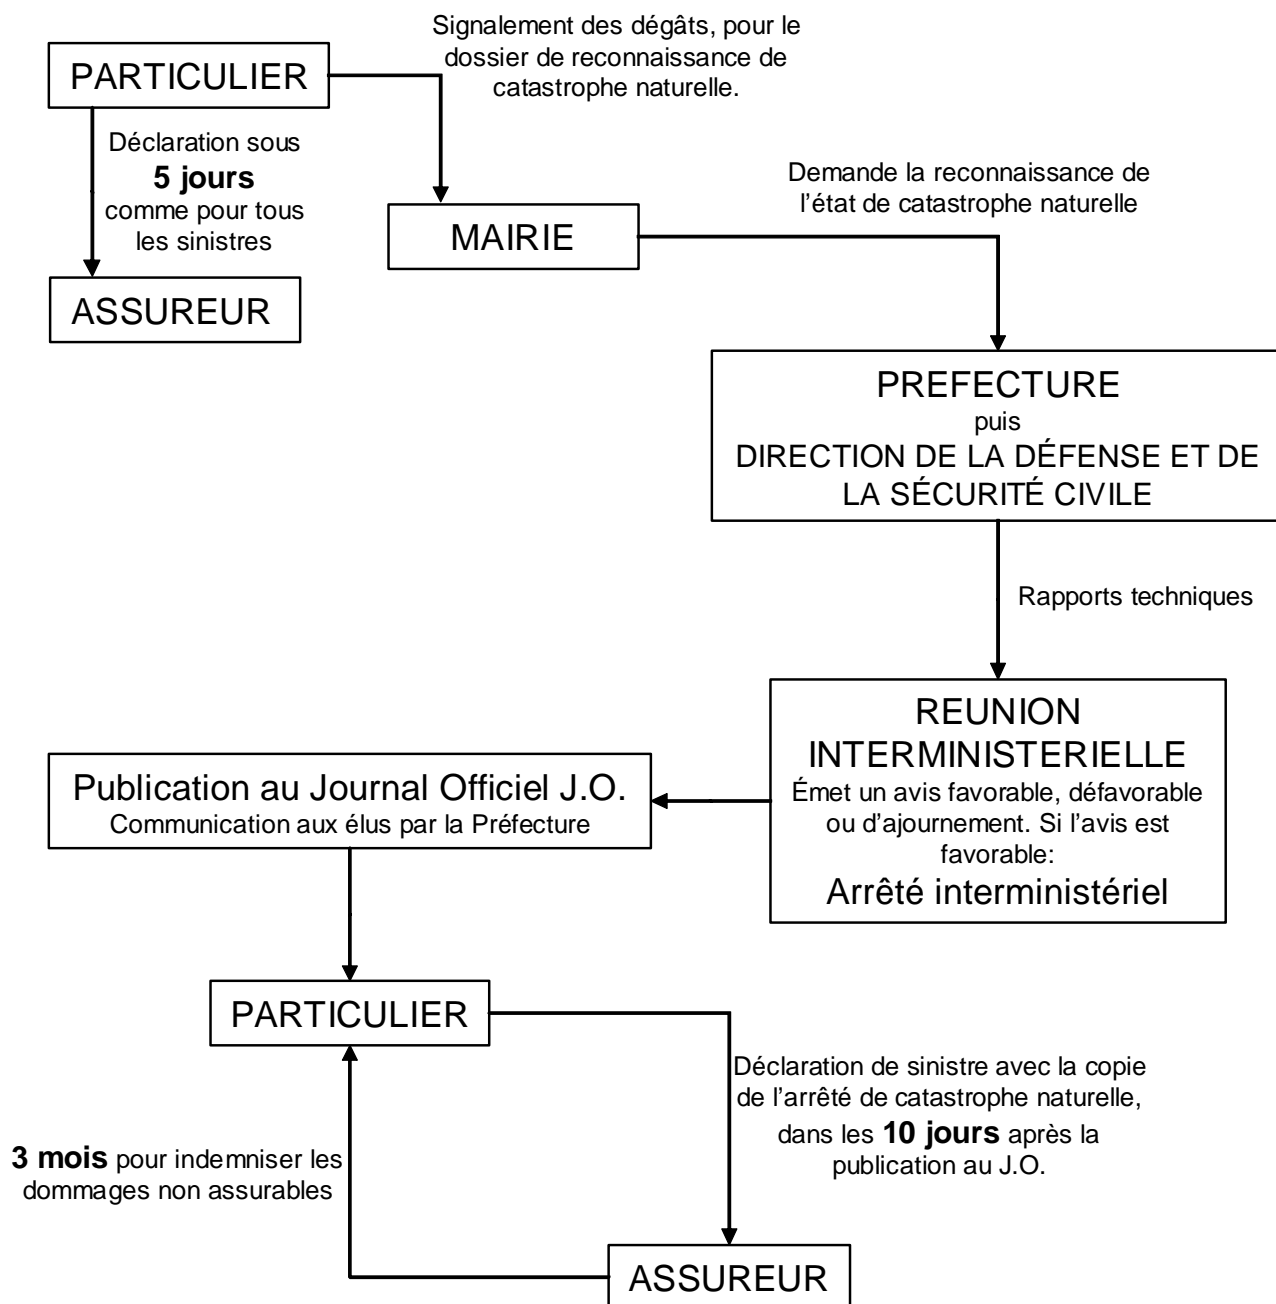 PARTICULIER
Signalement des dégâts, pour le
dossier de reconnaissance de
catastrophe naturelle.
Déclaration sous
5 jours
comme pour tous
les sinistres
ASSUREUR
MAIRIE
Demande la reconnaissance de
l'état de catastrophe naturelle
PREFECTURE
puis
DIRECTION DE LA DÉFENSE ET DE
LA SÉCURITÉ CIVILE
Rapports techniques
REUNION
INTERMINISTERIELLE
Émet un avis favorable, défavorable
ou d'ajournement. Si l'avis est
favorable:
Arrêté interministériel
Publication au Journal Officiel J.O.
Communication aux élus par la Préfecture
PARTICULIER
Déclaration de sinistre avec la copie
de l'arrêté de catastrophe naturelle,
dans les 10 jours après la
publication au J.O.
3 mois pour indemniser les
dommages non assurables
ASSUREUR